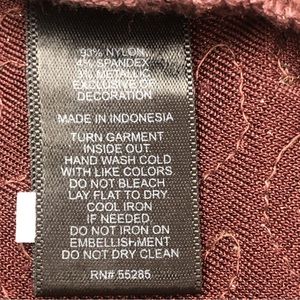 93% NYLON
4% SPANDEX
3% METALLIC
EXCLUSIVE OF
DECORATION
MADE IN INDONESIA
TURN GARMENT
INSIDE OUT
HAND WASH COLD
WITH LIKE COLORS
DO NOT BLEACH
LAY FLAT TO DRY
COOL IRON
IF NEEDED
DO NOT IRON ON
EMBELLISHMENT
DO NOT DRY CLEAN
RN# 55285